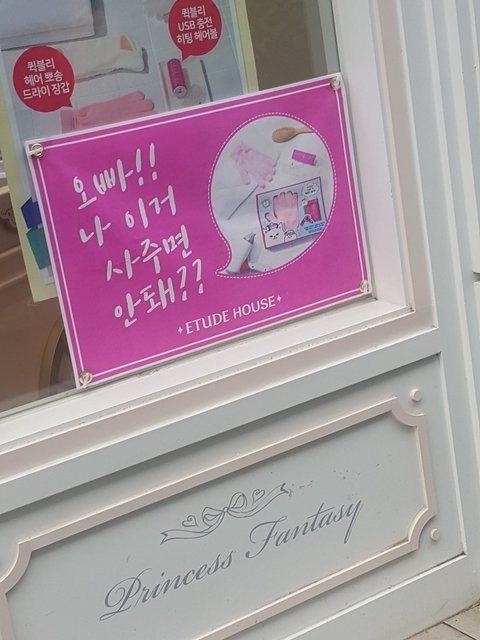 퀵블리
USB 충전
히팅 헤어볼
퀵블리
헤어 뽀송
드라이 장갑
오빠!!
나 이거
사주면
안돼??
ETUDE HOUSE
Princess Fantasy